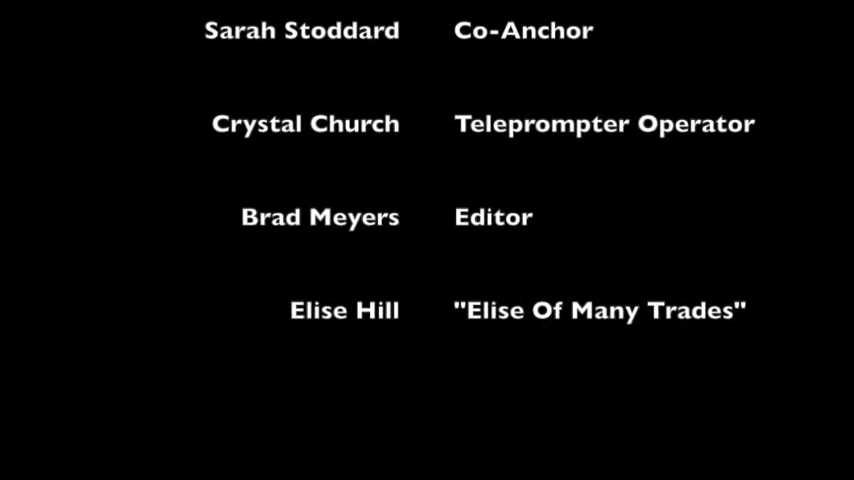 Sarah Stoddard Co-Anchor
Crystal Church Teleprompter Operator
Brad Meyers Editor
Elise Hill "Elise Of Many Trades"